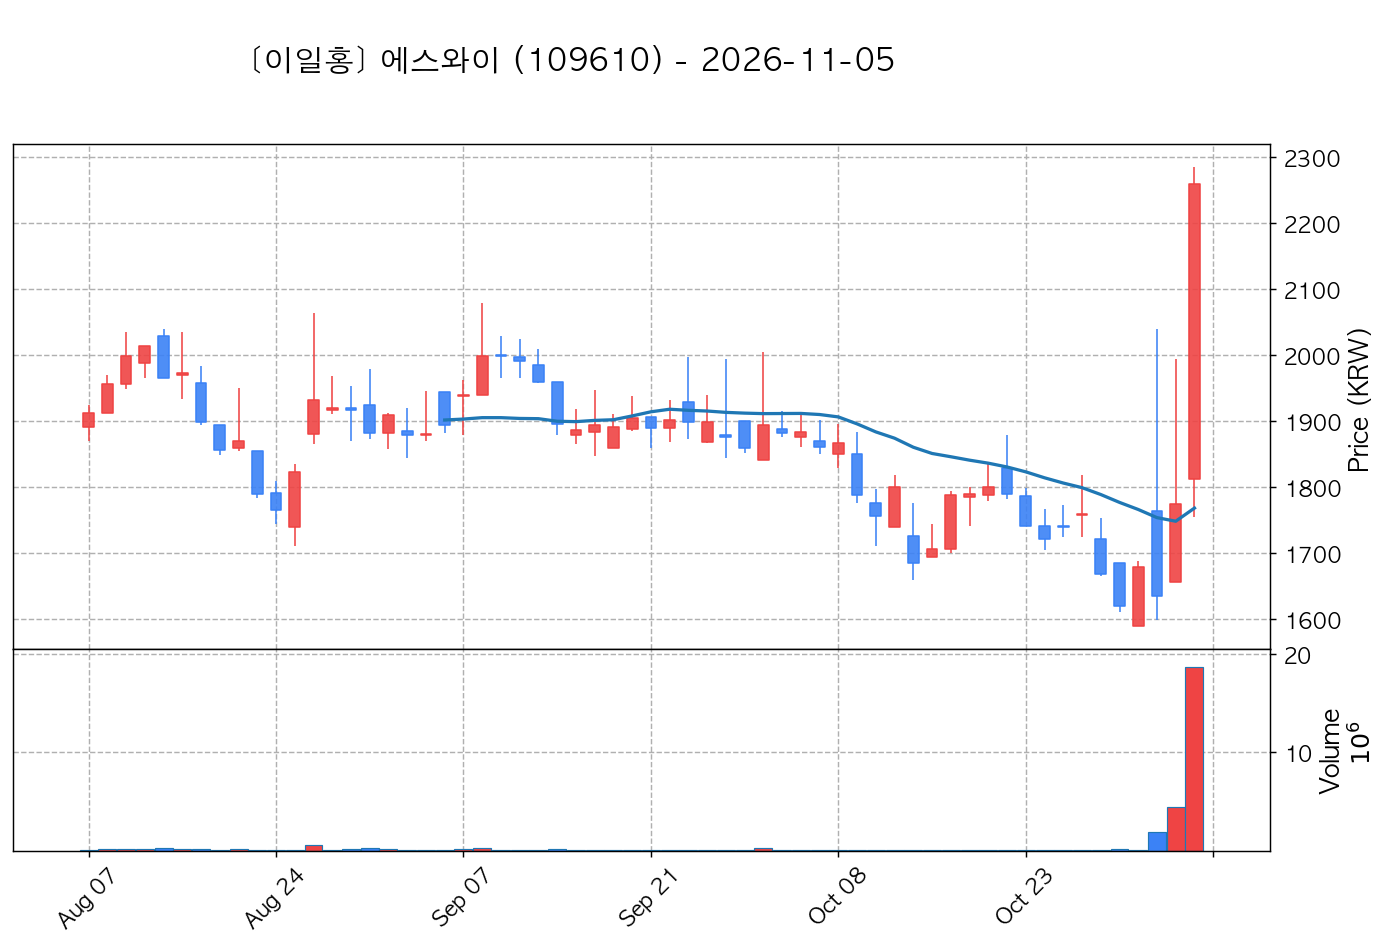 [이일홍] 에스와이 (109610) - 2026-11-05
2300
2200
2100
2000
1900
1800
1700
1600
Price (KRW)
20
10
Volume
10⁶
Aug 07
Aug 24
Sep 07
Sep 21
Oct 08
Oct 23